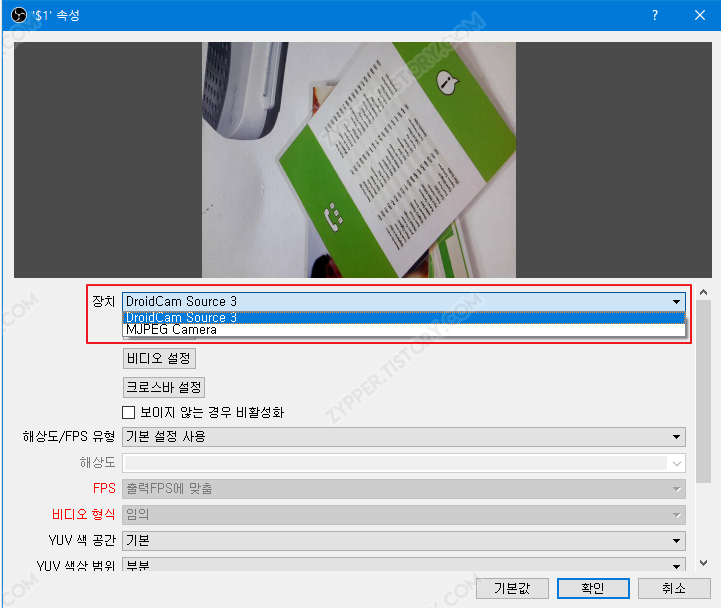 '$1' 속성
?
ZYPPER.TISTORY.COM
장치 DroidCam Source 3
DroidCam Source 3
MJPEG Camera
비디오 설정
크로스바 설정
보이지 않는 경우 비활성화
해상도/FPS 유형 기본 설정 사용
해상도
FPS 출력FPS에 맞춤
비디오 형식 임의
YUV 색 공간 기본
YUV 색상 범위 부분
기본값 확인 취소
ZYPPER.TISTORY.COM